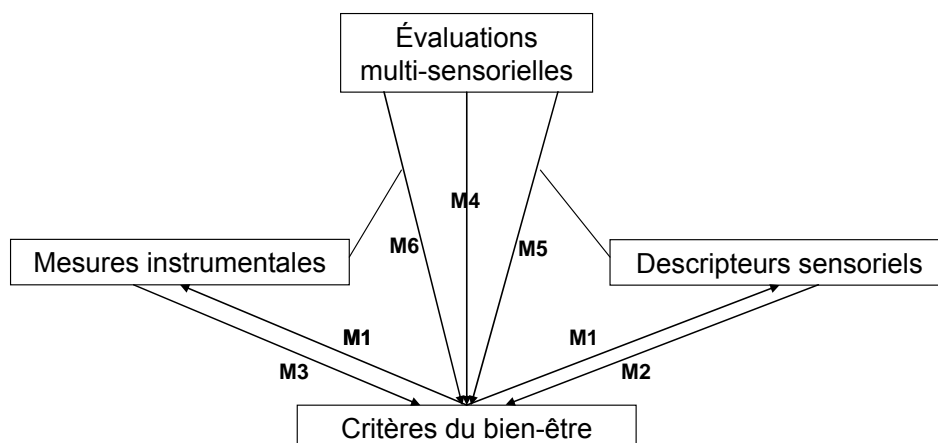 Évaluations
multi-sensorielles
M4
M6
M5
Mesures instrumentales
Descripteurs sensoriels
M1
M1
M3
M2
Critères du bien-être